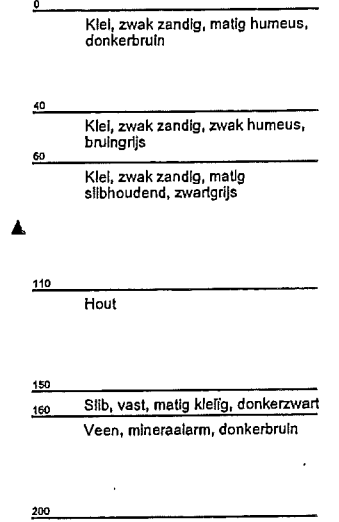 0
Klei, zwak zandig, matig humeus,
donkerbruin
40
Klei, zwak zandig, zwak humeus,
bruingrijs
60
Klei, zwak zandig, matig
slibhoudend, zwartgrijs
110
Hout
150
Slib, vast, matig kleiïg, donkerzwart
160
Veen, mineraalarm, donkerbruin
200